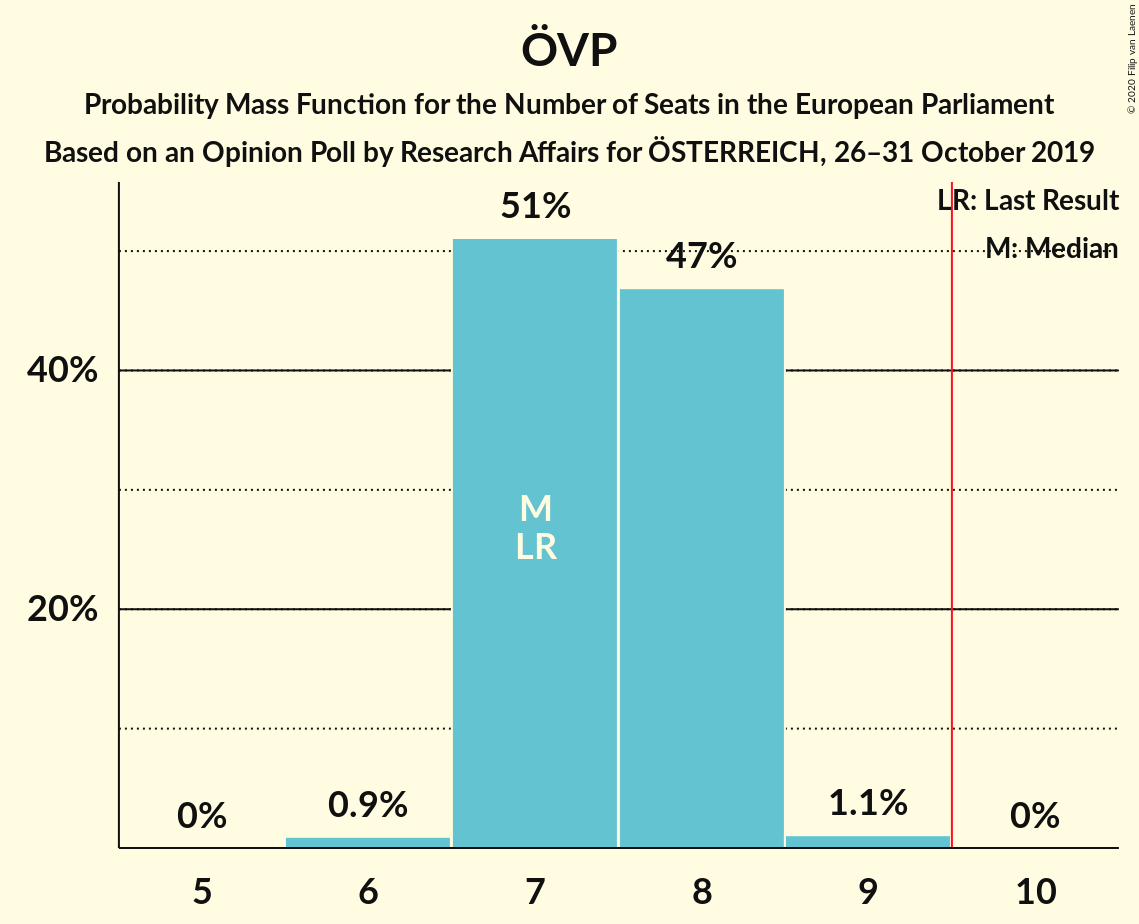 ÖVP
Probability Mass Function for the Number of Seats in the European Parliament
Based on an Opinion Poll by Research Affairs for ÖSTERREICH, 26–31 October 2019
© 2020 Filip van Laenen
LR: Last Result
M: Median
51%
47%
40%
M
LR
20%
0%
0.9%
1.1%
0%
5
6
7
8
9
10